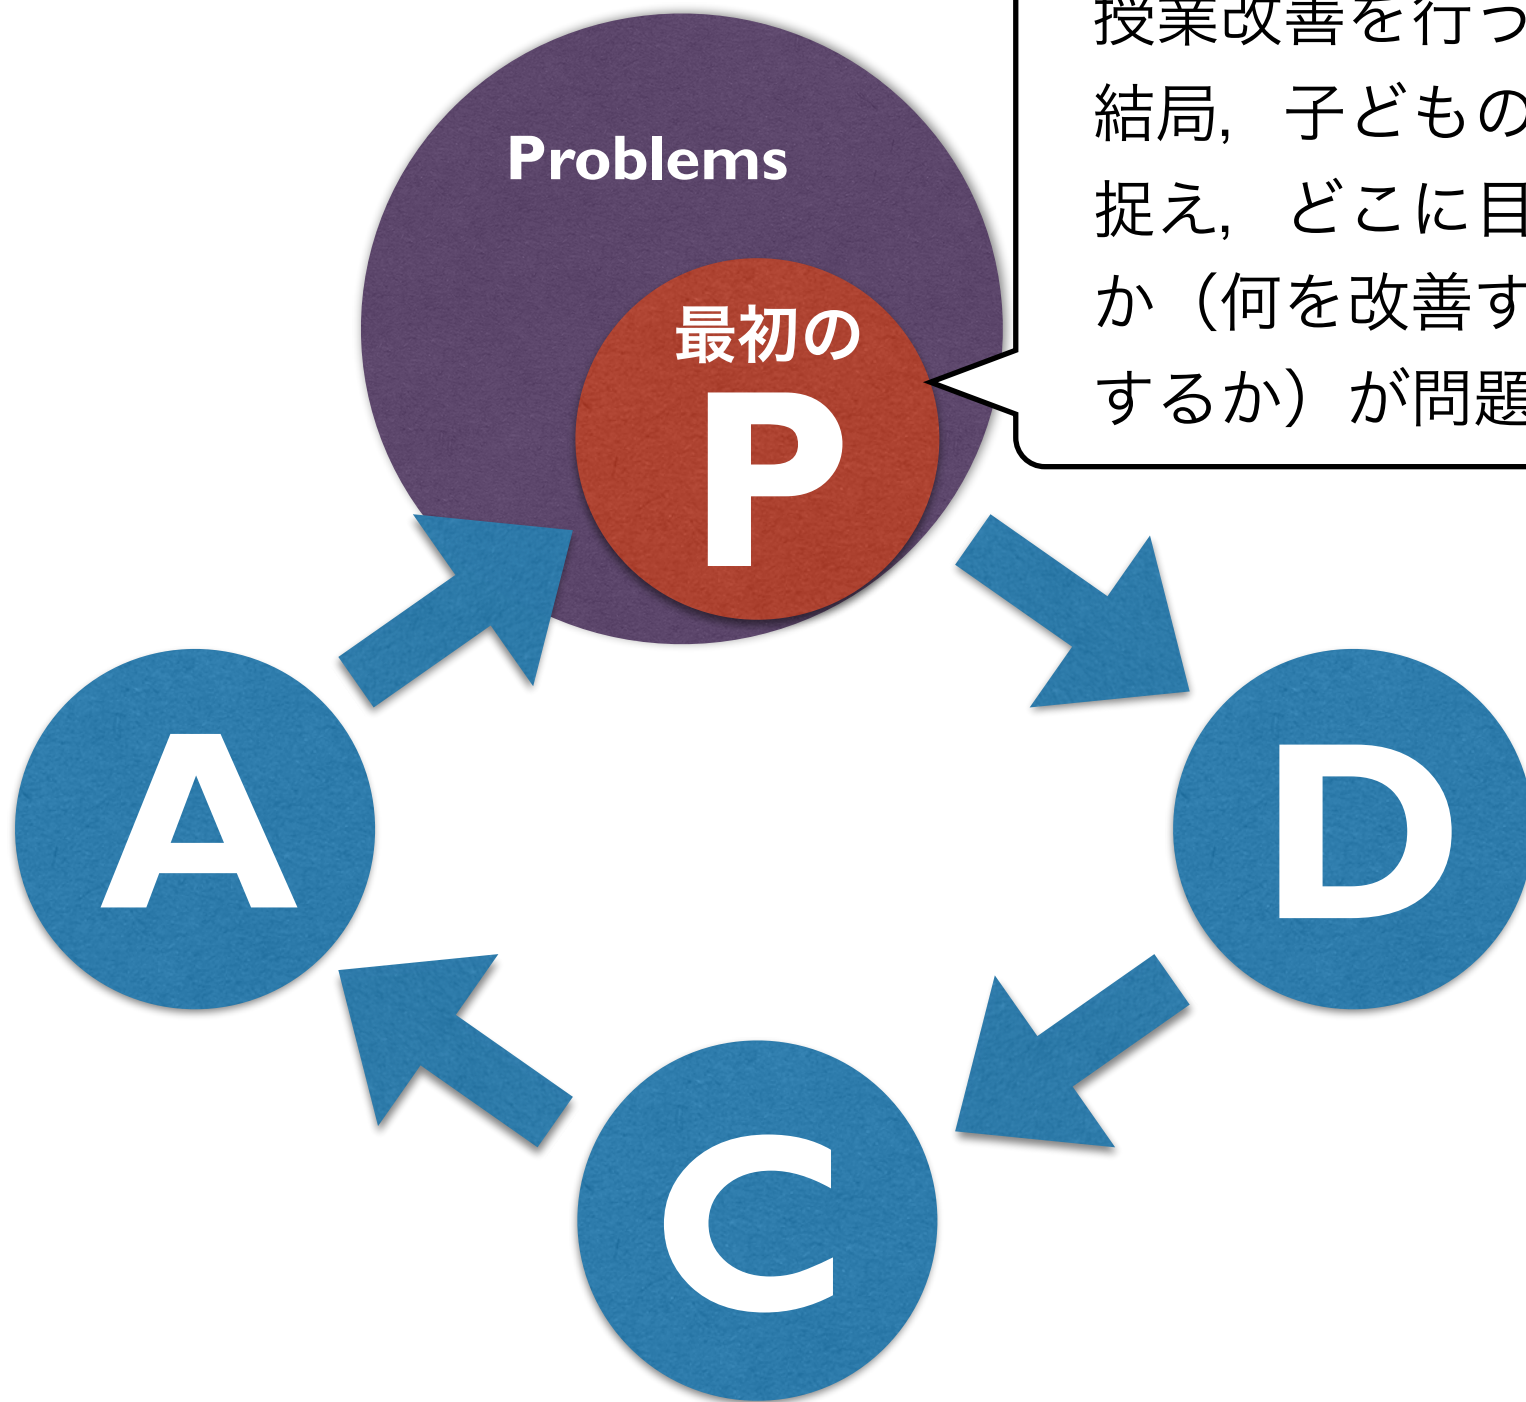 授業改善を行っ
結局，子どもの
捉え，どこに目
か（何を改善す
するか）が問題
Problems
最初の
P
A
D
C